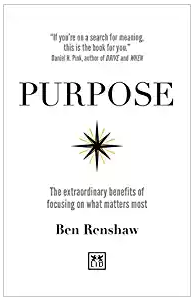 "If you're on a search for meaning,
this is the book for you."
Daniel H. Pink, author of DRIVE and WHEN
PURPOSE
The extraordinary benefits of
focusing on what matters most
Ben Renshaw
LID